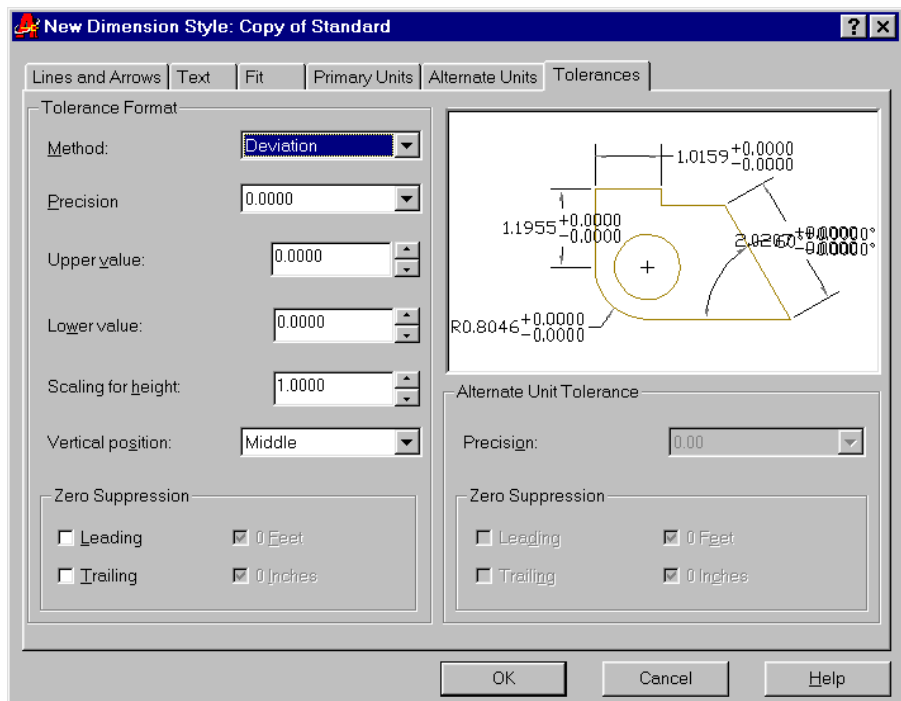 New Dimension Style: Copy of Standard
Lines and Arrows Text Fit Primary Units Alternate Units Tolerances
Tolerance Format
Method: Deviation
Precision 0.0000
Upper value: 0.0000
Lower value: 0.0000
Scaling for height: 1.0000
Vertical position: Middle
Zero Suppression
Leading 0 Feet
Trailing 0 Inches
1.0159 +0.0000
-0.0000
1.1955 +0.0000
-0.0000
R0.8046 +0.0000
-0.0000
Alternate Unit Tolerance
Precision: 0.00
Zero Suppression
Leading 0 Feet
Trailing 0 Inches
OK Cancel Help